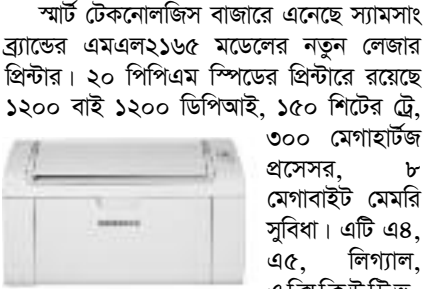 স্মার্ট টেকনোলজিস বাজারে এনেছে স্যামসাং
ব্র্যান্ডের এমএল২১৬৫ মডেলের নতুন লেজার
প্রিন্টার। ২০ পিপিএম স্পিডের প্রিন্টারে রয়েছে
১২০০ বাই ১২০০ ডিপিআই, ১৫০ শিটের ট্রে,
৩০০ মেগাহার্টজ
প্রসেসর, ৮
মেগাবাইট মেমরি
সুবিধা। এটি এ৪,
এ৫, লিগ্যাল,